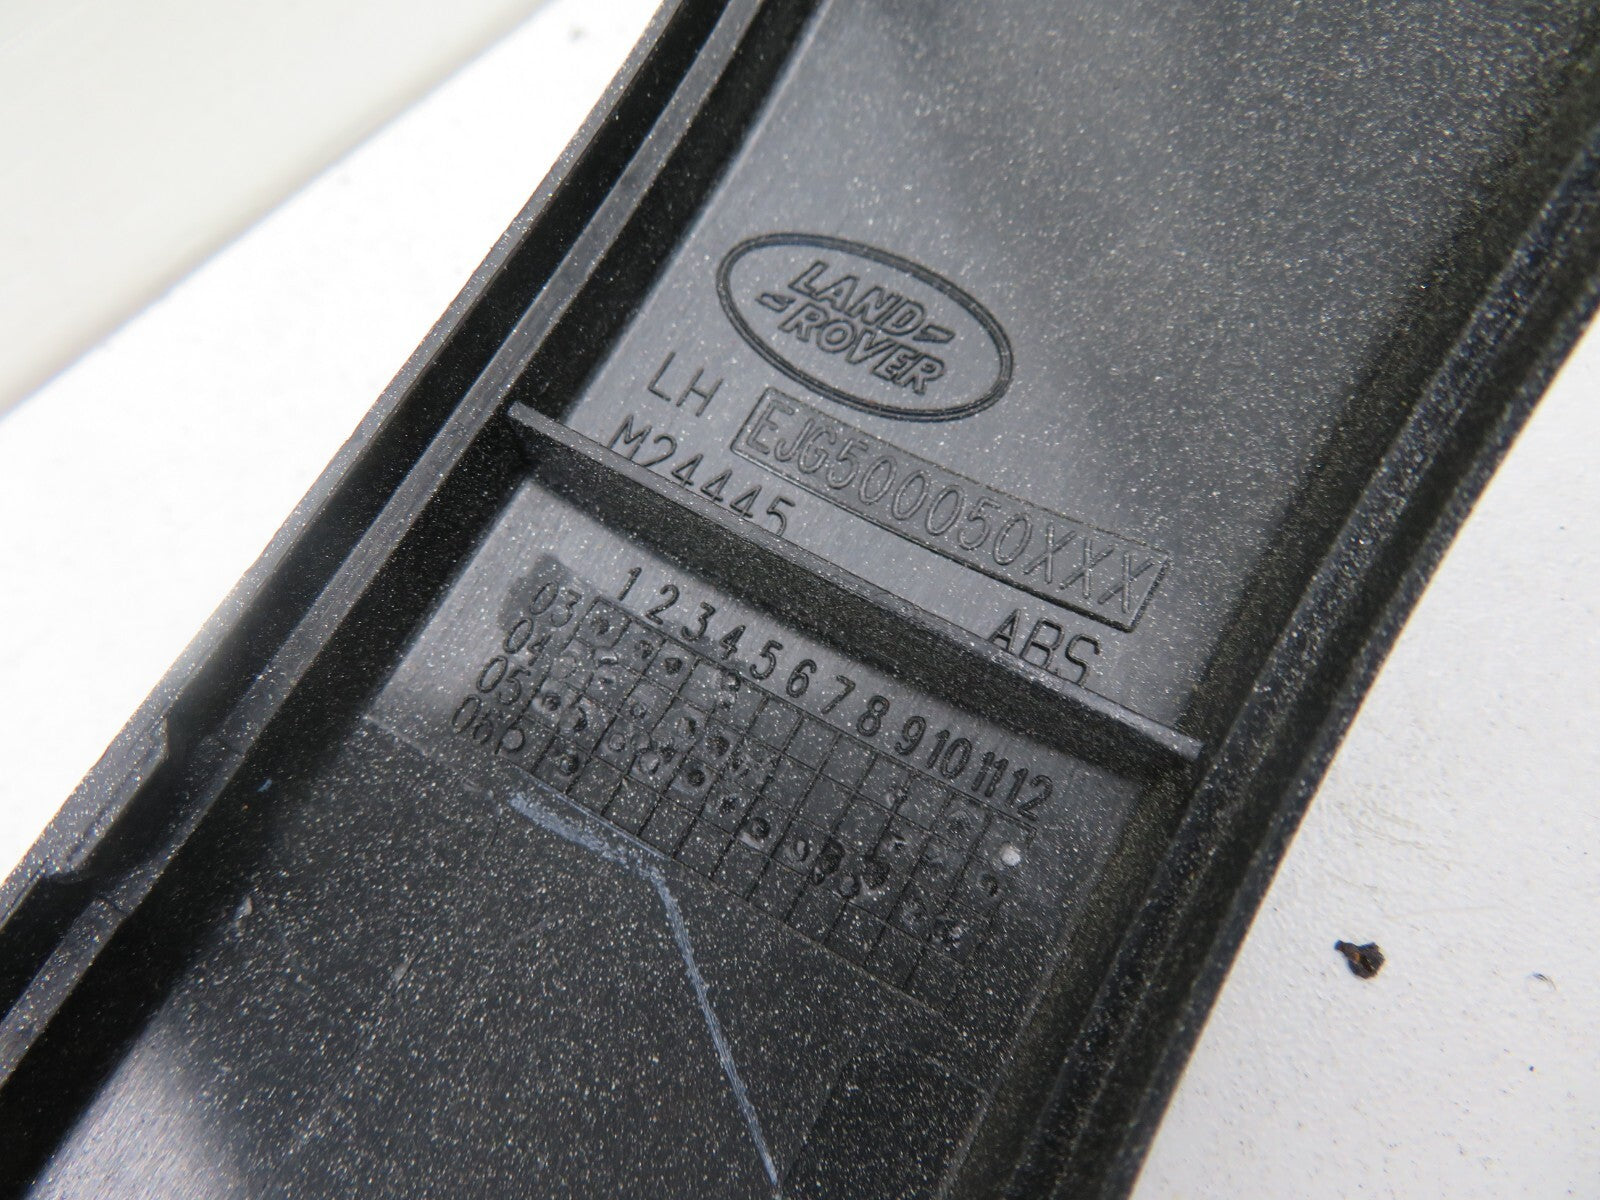 LAND
ROVER
LH EJG500050XXX
M24445
ABS
1 2 3 4 5 6 7 8 9 10 11 12
03
04
05
06